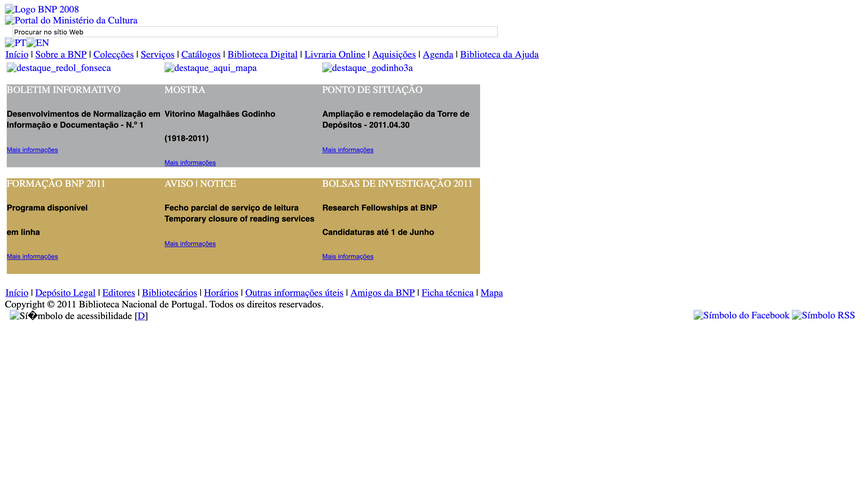 Logo BNP 2008
Portal do Ministério da Cultura
Procurar no sítio Web
PT EN
Início | Sobre a BNP | Colecções | Serviços | Catálogos | Biblioteca Digital | Livraria Online | Aquisições | Agenda | Biblioteca da Ajuda
destaque_redol_fonseca destaque_aqui_mapa destaque_godinho3a
BOLETIM INFORMATIVO
Desenvolvimentos de Normalização em
Informação e Documentação - N.º 1
Mais informações
MOSTRA
Vitorino Magalhães Godinho
(1918-2011)
Mais informações
PONTO DE SITUAÇÃO
Ampliação e remodelação da Torre de
Depósitos - 2011.04.30
Mais informações
FORMAÇÃO BNP 2011
Programa disponível
em linha
Mais informações
AVISO | NOTICE
Fecho parcial de serviço de leitura
Temporary closure of reading services
Mais informações
BOLSAS DE INVESTIGAÇÃO 2011
Research Fellowships at BNP
Candidaturas até 1 de Junho
Mais informações
Início | Depósito Legal | Editores | Bibliotecários | Horários | Outras informações úteis | Amigos da BNP | Ficha técnica | Mapa
Copyright © 2011 Biblioteca Nacional de Portugal. Todos os direitos reservados.
Sí�mbolo de acessibilidade [D] Símbolo do Facebook Símbolo RSS